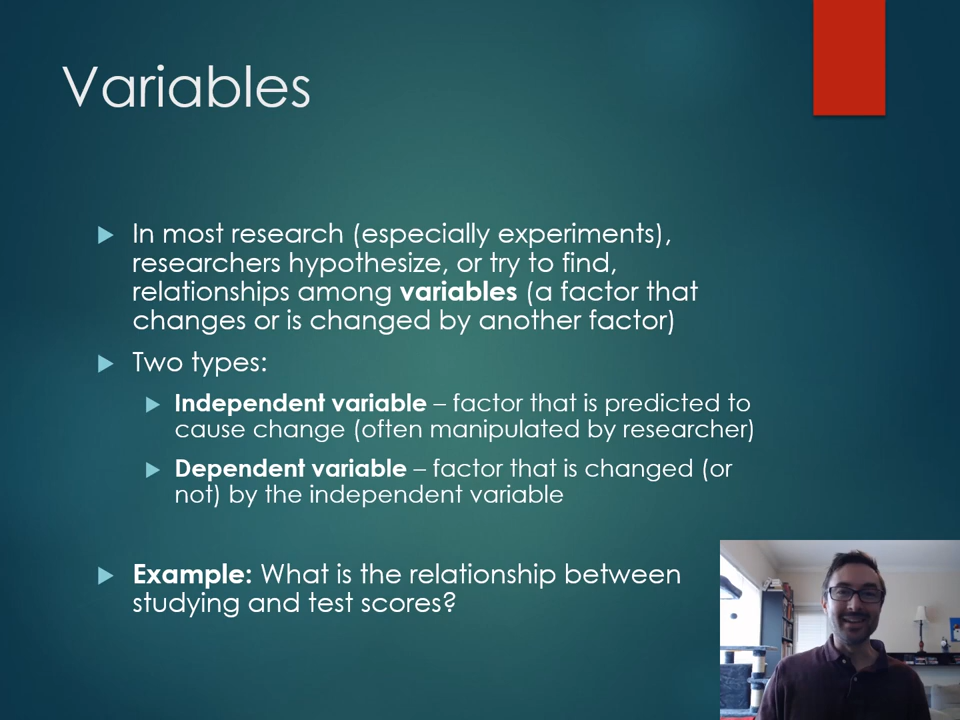 Variables
In most research (especially experiments),
researchers hypothesize, or try to find,
relationships among variables (a factor that
changes or is changed by another factor)
Two types:
Independent variable – factor that is predicted to
cause change (often manipulated by researcher)
Dependent variable – factor that is changed (or
not) by the independent variable
Example: What is the relationship between
studying and test scores?